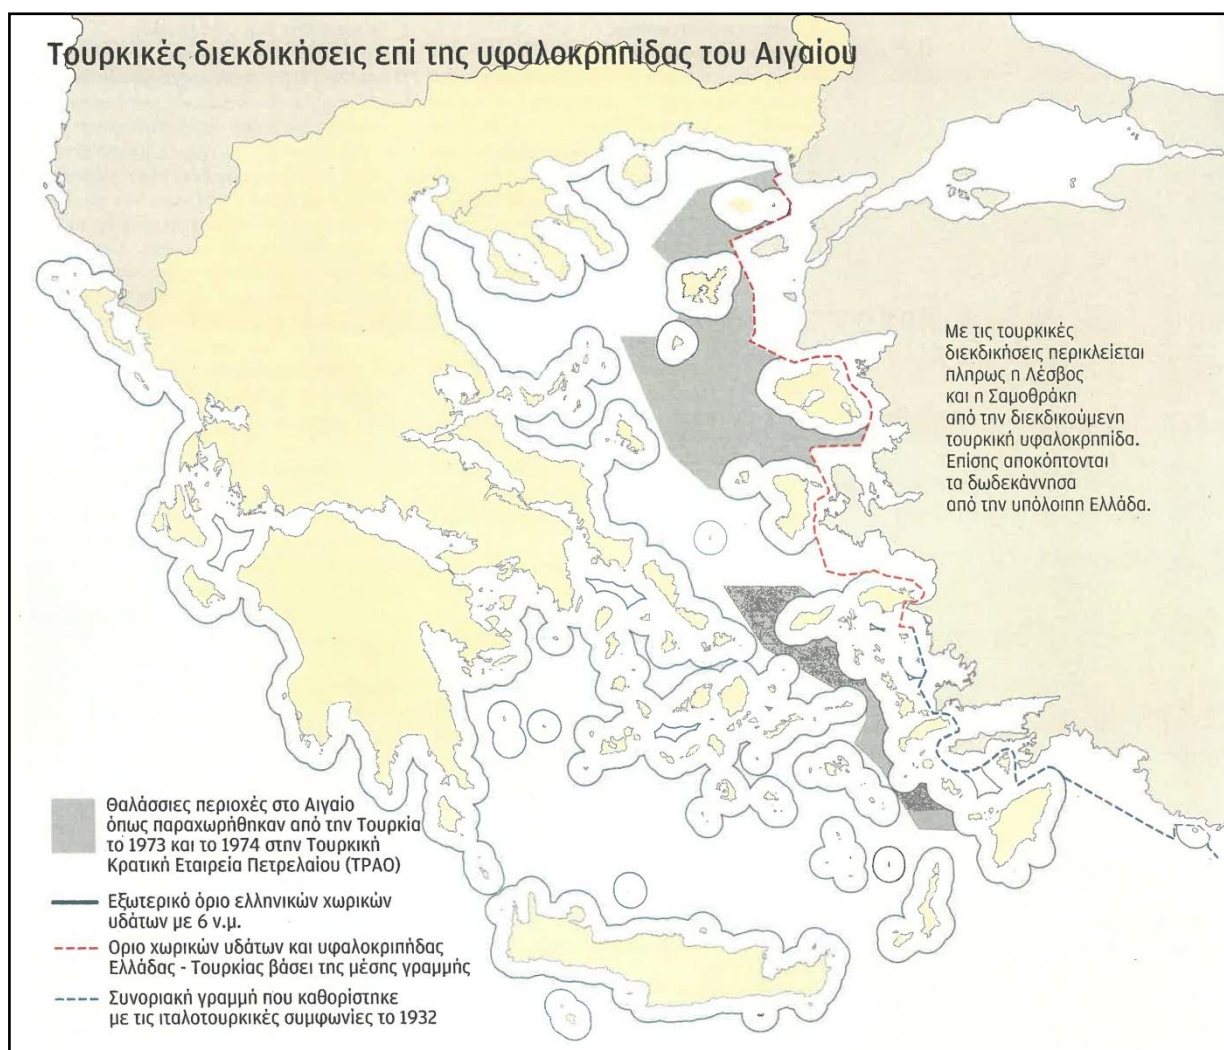 Τουρκικές διεκδικήσεις επί της υφαλοκρηπίδας του Αιγαίου
Με τις τουρκικές
διεκδικήσεις περικλείεται
πλήρως η Λέσβος
και η Σαμοθράκη
από την διεκδικούμενη
τουρκική υφαλοκρηπίδα.
Επίσης αποκόπτονται
τα δωδεκάννησα
από την υπόλοιπη Ελλάδα.
Θαλάσσιες περιοχές στο Αιγαίο
όπως παραχωρήθηκαν από την Τουρκία
το 1973 και το 1974 στην Τουρκική
Κρατική Εταιρεία Πετρελαίου (ΤΡΑΟ)
Εξωτερικό όριο ελληνικών χωρικών
υδάτων με 6 ν.μ.
Οριο χωρικών υδάτων και υφαλοκριπήδας
Ελλάδας - Τουρκίας βάσει της μέσης γραμμής
Συνοριακή γραμμή που καθορίστηκε
με τις ιταλοτουρκικές συμφωνίες το 1932